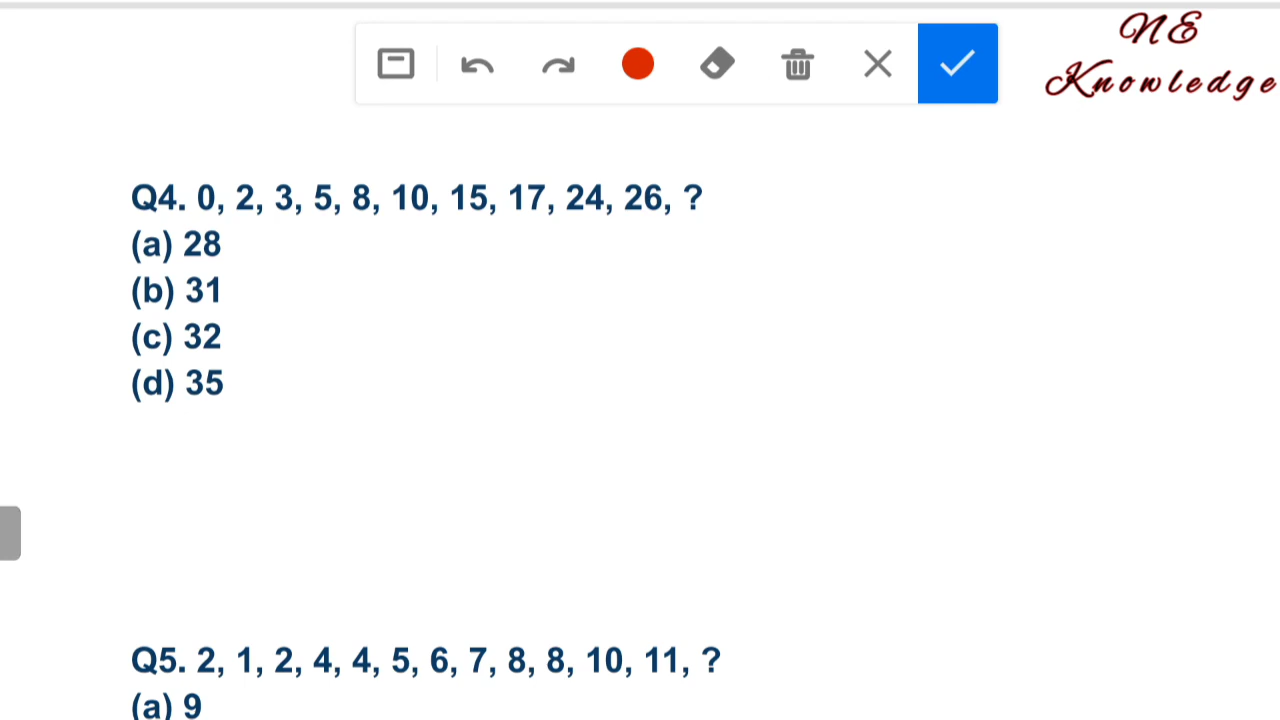 NE
Knowledge
Q4. 0, 2, 3, 5, 8, 10, 15, 17, 24, 26, ?
(a) 28
(b) 31
(c) 32
(d) 35
Q5. 2, 1, 2, 4, 4, 5, 6, 7, 8, 8, 10, 11, ?
(a) 9